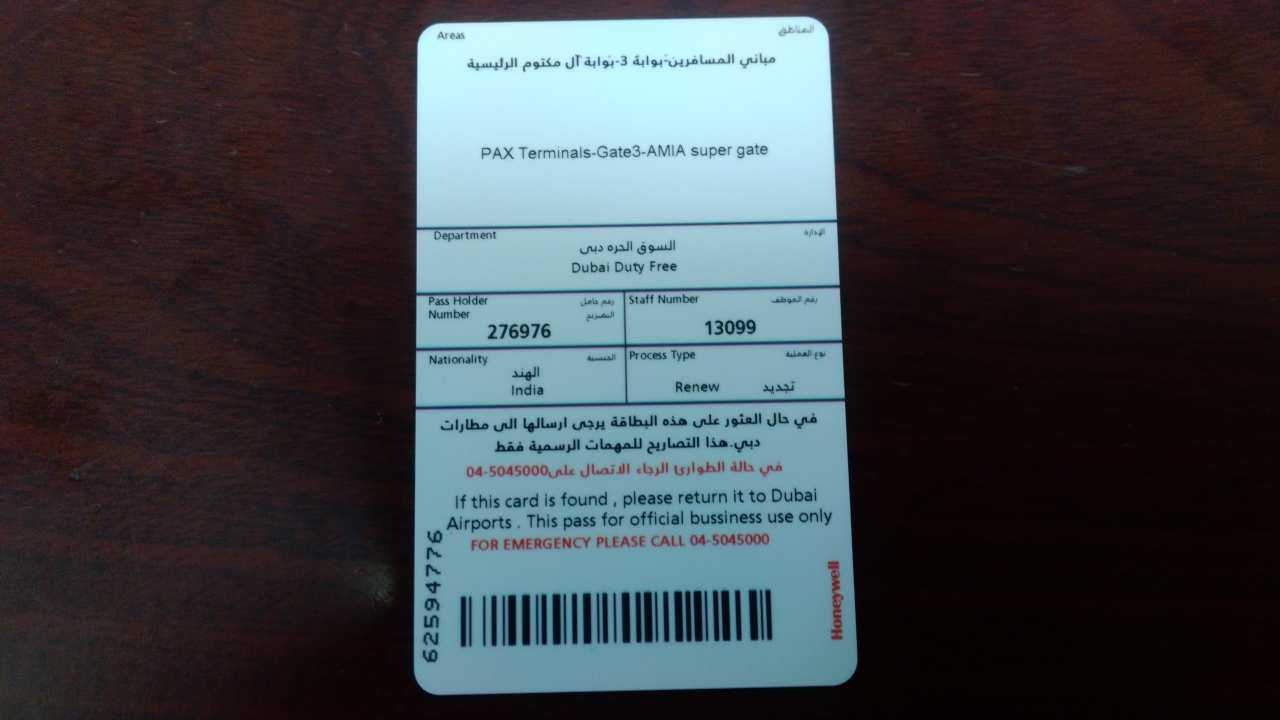 Areas المناطق
مباني المسافرين-بوابة 3-بوابة آل مكتوم الرئيسية
PAX Terminals-Gate3-AMIA super gate
Department الإدارة
السوق الحره دبى
Dubai Duty Free
Pass Holder رقم حامل
Number التصريح
276976
Staff Number رقم الموظف
13099
Nationality الجنسية
الهند
India
Process Type نوع العملية
Renew تجديد
في حال العثور على هذه البطاقة يرجى ارسالها الى مطارات
دبي.هذا التصاريح للمهمات الرسمية فقط
في حالة الطوارئ الرجاء الاتصال على04-5045000
If this card is found , please return it to Dubai
Airports . This pass for official bussiness use only
FOR EMERGENCY PLEASE CALL 04-5045000
62594776
Honeywell